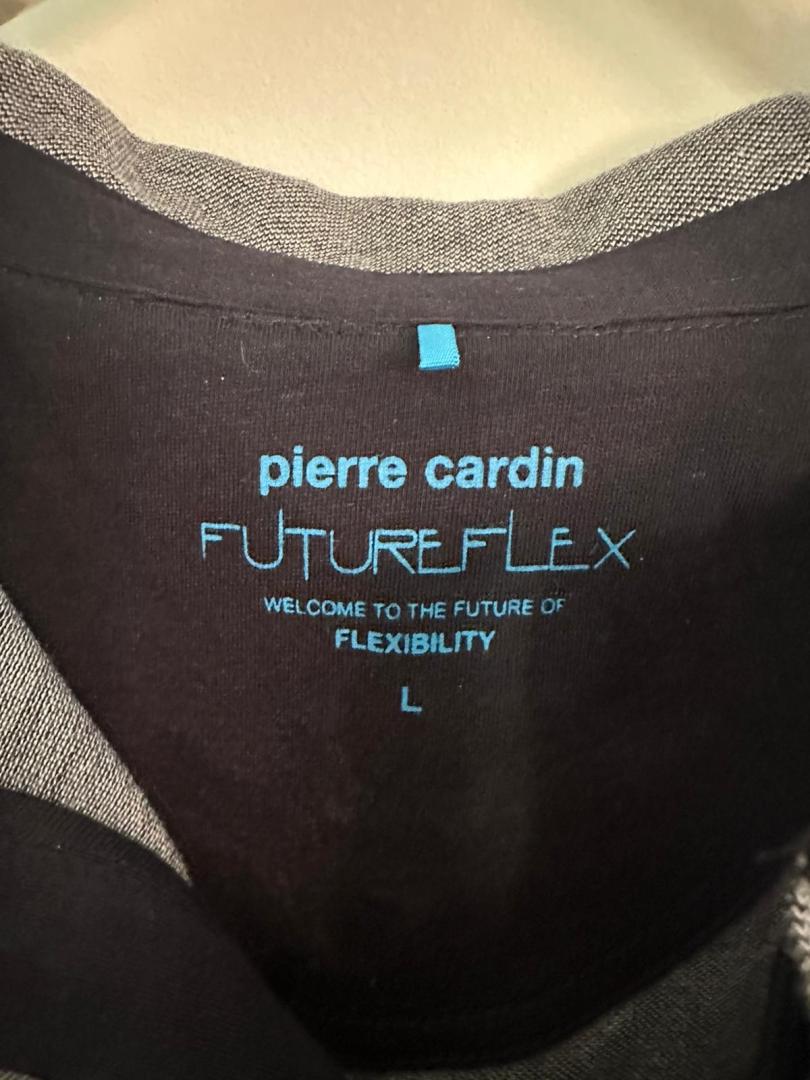 pierre cardin
FUTUREFLEX
WELCOME TO THE FUTURE OF
FLEXIBILITY
L